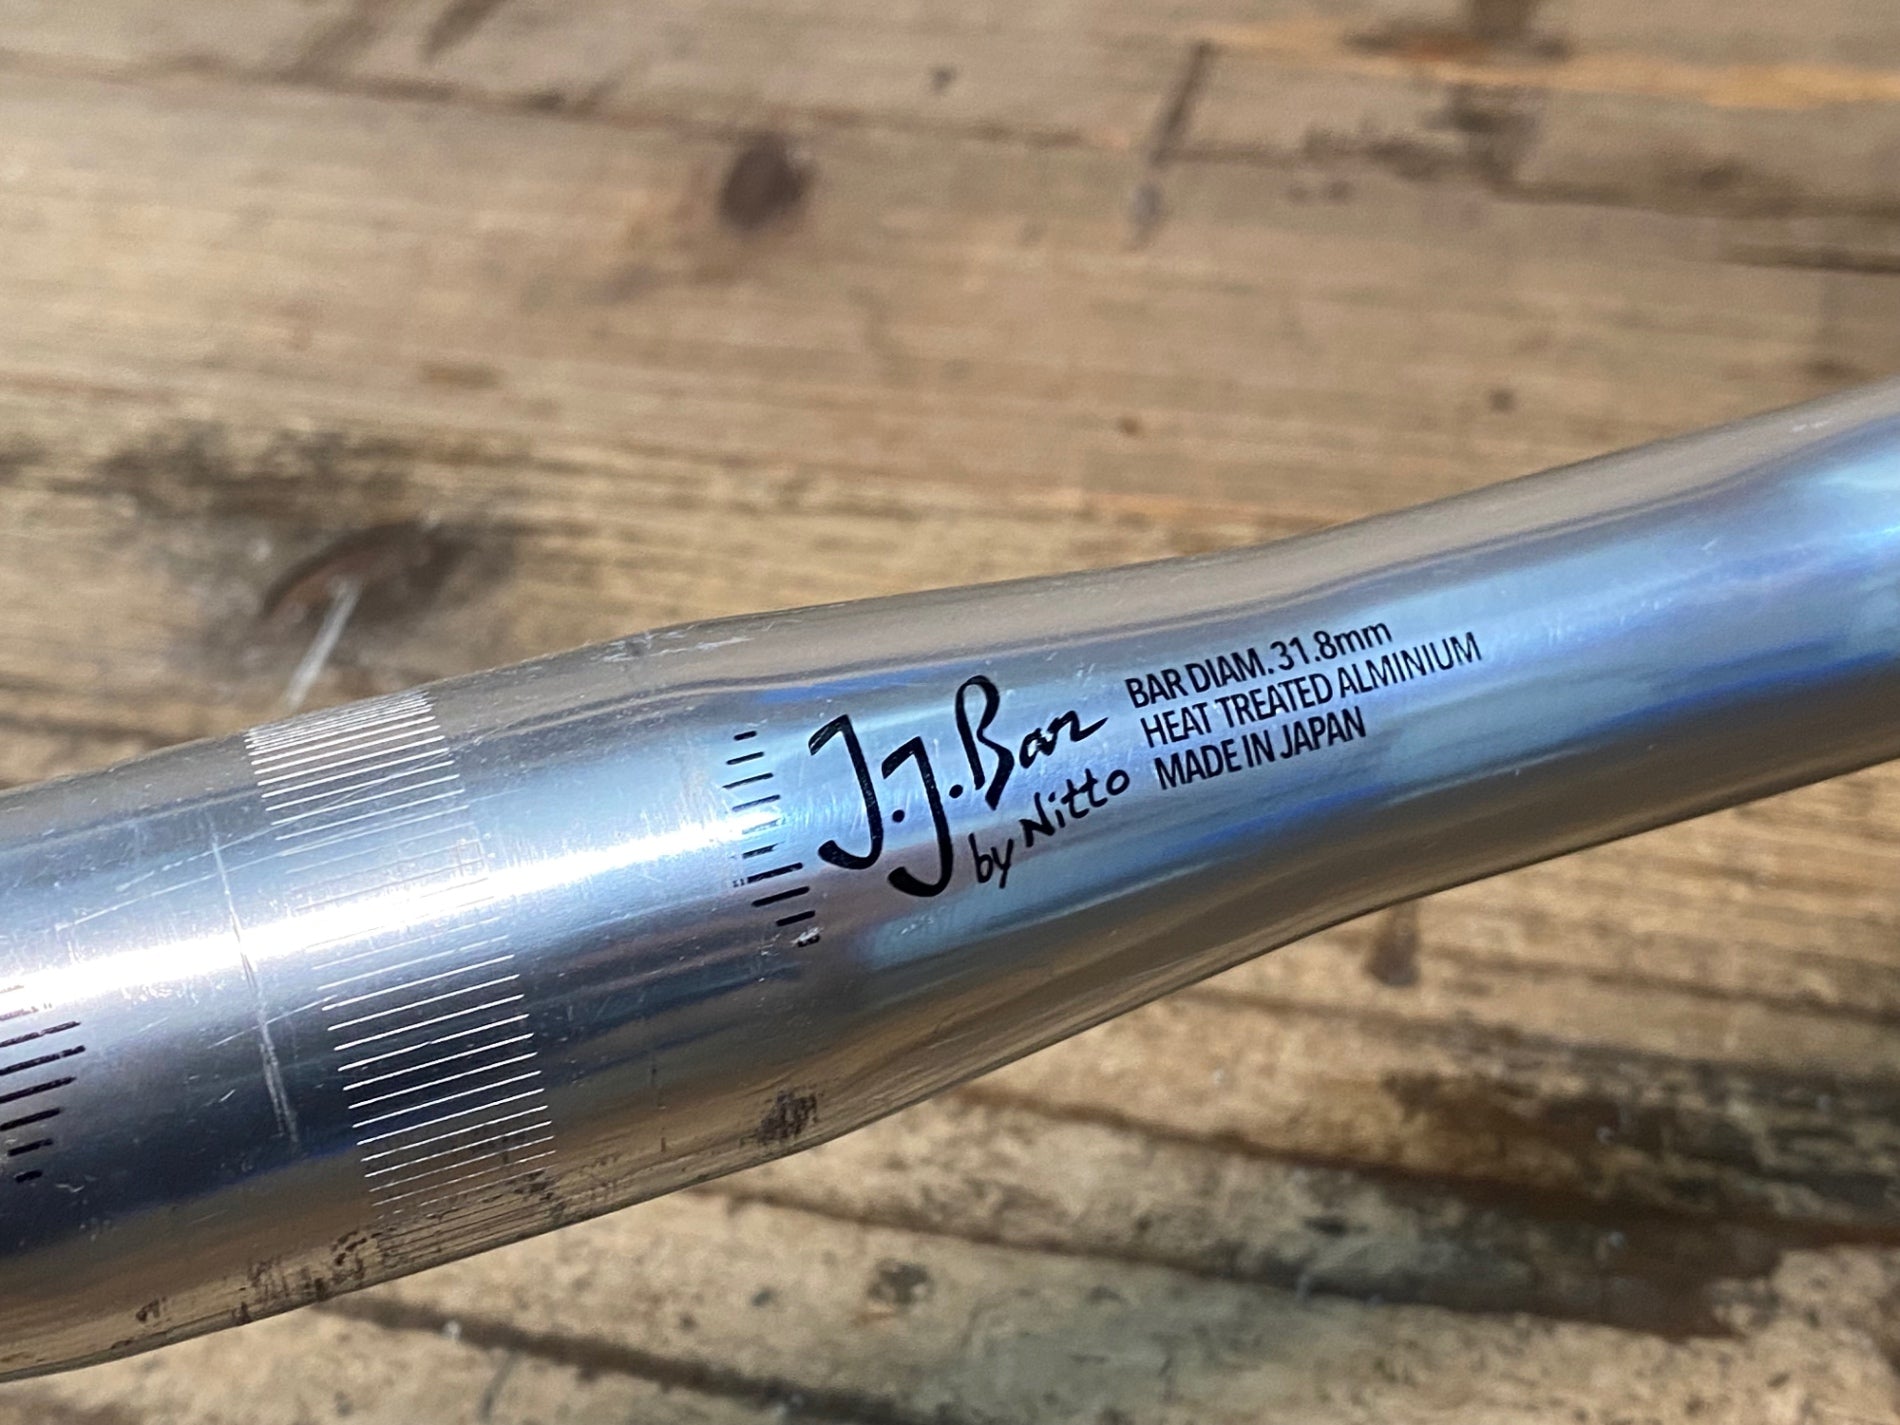 J.J.Bar
by Nitto
BAR DIAM. 31.8mm
HEAT TREATED ALMINIUM
MADE IN JAPAN